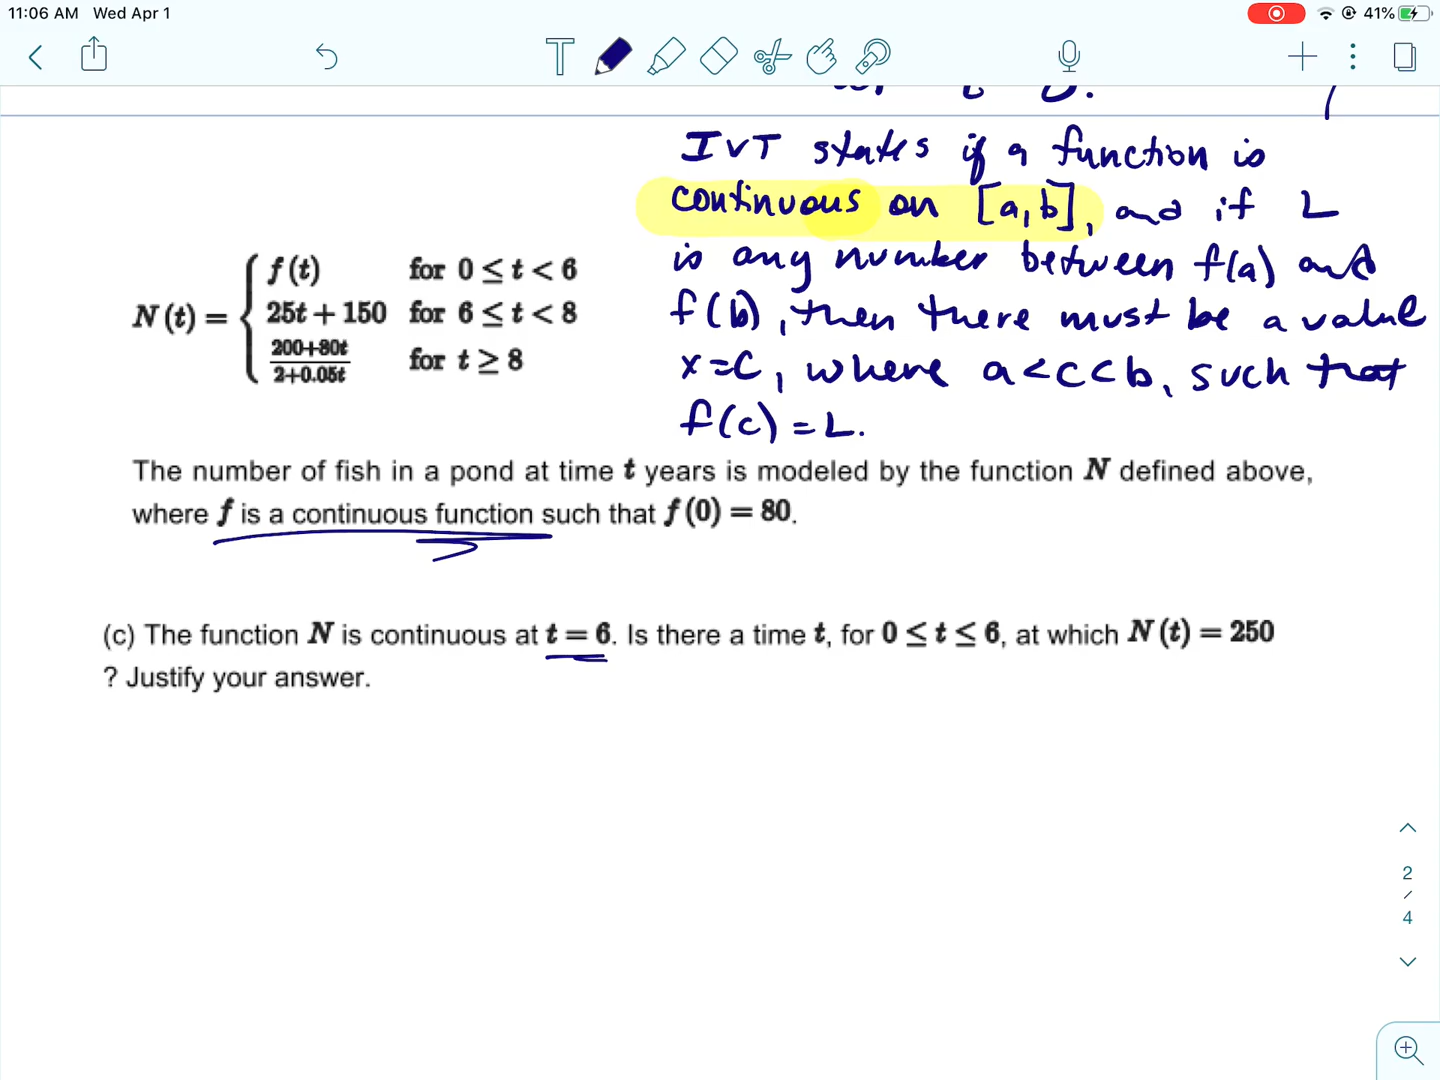 11:06 AM Wed Apr 1
41%
IVT states if a function is
continuous on [a,b], and if L
is any number between f(a) and
f(b), then there must be a value
x=c, where a<c<b, such that
f(c)=L.
N(t) =
f(t) for 0 ≤ t < 6
25t + 150 for 6 ≤ t < 8
200+80t
2+0.05t
for t ≥ 8
The number of fish in a pond at time t years is modeled by the function N defined above,
where f is a continuous function such that f(0) = 80.
(c) The function N is continuous at t = 6. Is there a time t, for 0 ≤ t ≤ 6, at which N(t) = 250
? Justify your answer.
2
/
4